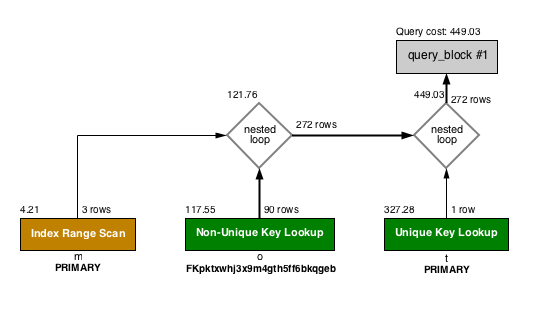 Query cost: 449.03
query_block #1
121.76
449.03
272 rows
nested
loop
272 rows
nested
loop
4.21
3 rows
117.55
90 rows
327.28
1 row
Index Range Scan
Non-Unique Key Lookup
Unique Key Lookup
m
o
t
PRIMARY
FKpktxwhj3x9m4gth5ff6bkqgeb
PRIMARY